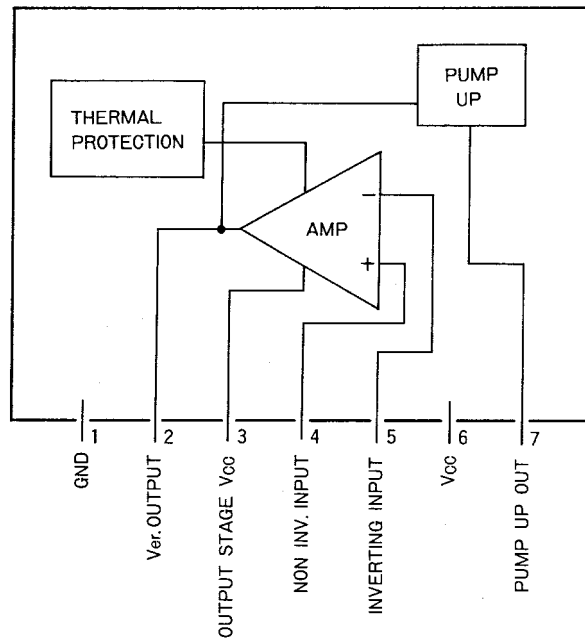 PUMP
UP
THERMAL
PROTECTION
AMP
−
+
1
2
3
4
5
6
7
GND
Ver.OUTPUT
OUTPUT STAGE Vcc
NON INV. INPUT
INVERTING INPUT
Vcc
PUMP UP OUT